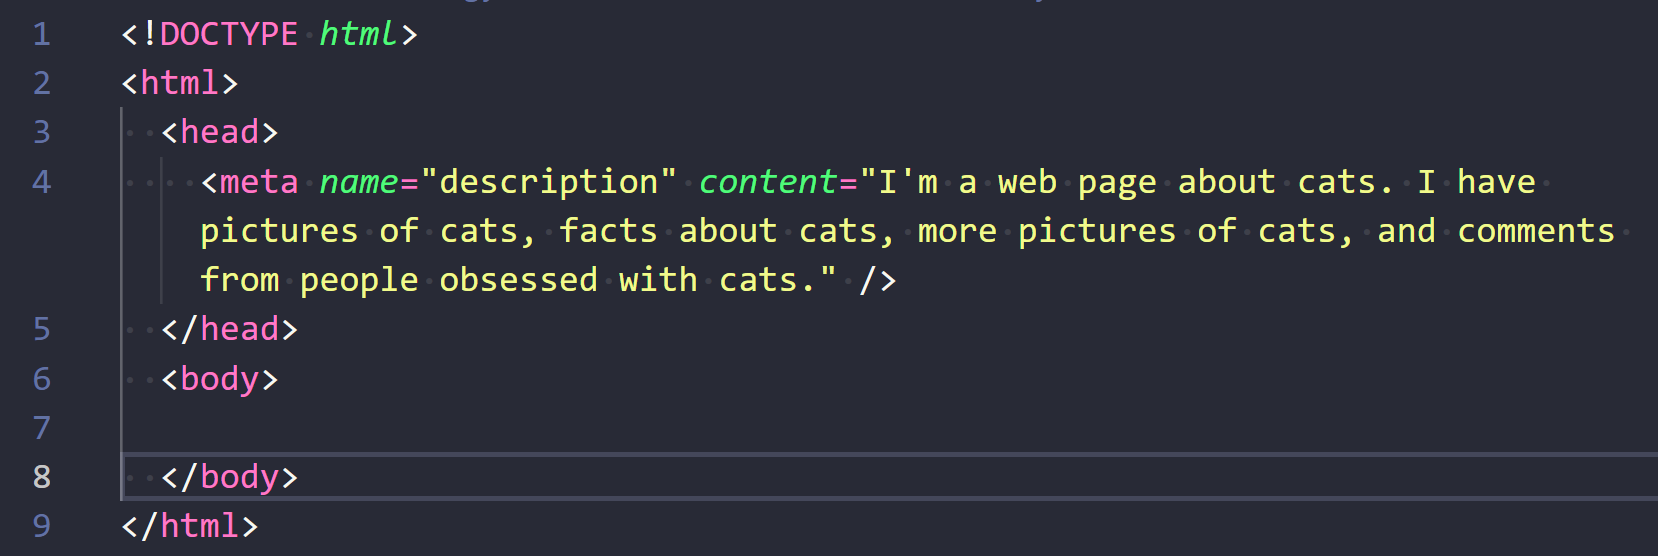 1 <!DOCTYPE html>
2 <html>
3 <head>
4 <meta name="description" content="I'm a web page about cats. I have
pictures of cats, facts about cats, more pictures of cats, and comments
from people obsessed with cats." />
5 </head>
6 <body>
7
8 </body>
9 </html>